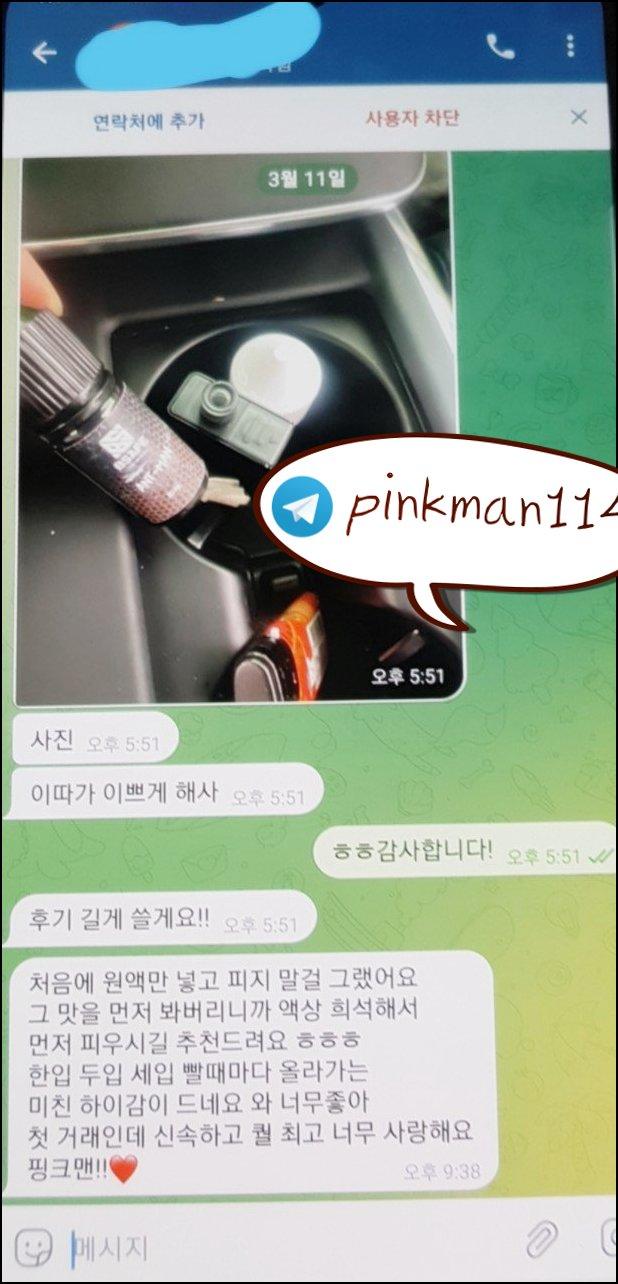 연락처에 추가
사용자 차단
3월 11일
pinkman114
오후 5:51
사진 오후 5:51
이따가 이쁘게 해사 오후 5:51
ㅎㅎ감사합니다! 오후 5:51
후기 길게 쓸게요!! 오후 5:51
처음에 원액만 넣고 피지 말걸 그랬어요
그 맛을 먼저 봐버리니까 액상 희석해서
먼저 피우시길 추천드려요 ㅎㅎㅎ
한입 두입 세입 빨때마다 올라가는
미친 하이감이 드네요 와 너무좋아
첫 거래인데 신속하고 퀄 최고 너무 사랑해요
핑크맨!!❤️
오후 9:38
메시지